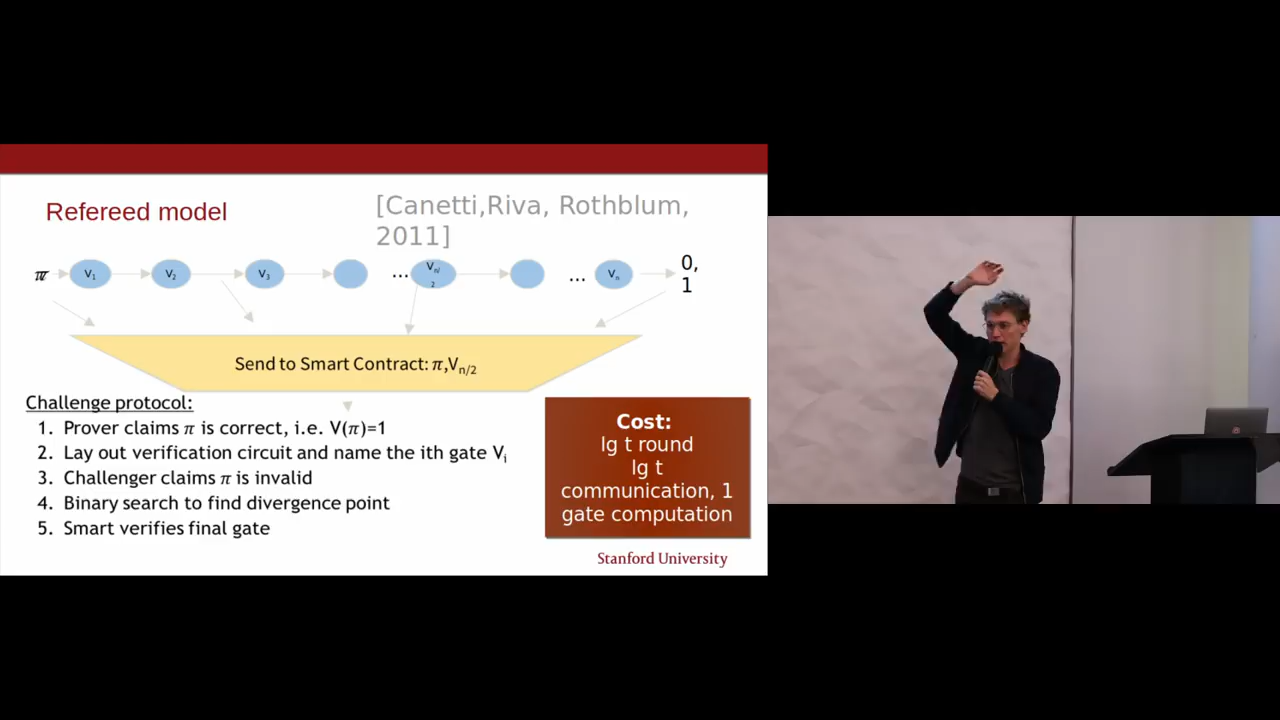 Refereed model
[Canetti,Riva, Rothblum,
2011]
π V₁ V₂ V₃ ... Vn/2 ... Vn 0,
1
Send to Smart Contract: π,Vn/2
Challenge protocol:
1. Prover claims π is correct, i.e. V(π)=1
2. Lay out verification circuit and name the ith gate Vi
3. Challenger claims π is invalid
4. Binary search to find divergence point
5. Smart verifies final gate
Cost:
lg t round
lg t
communication, 1
gate computation
Stanford University